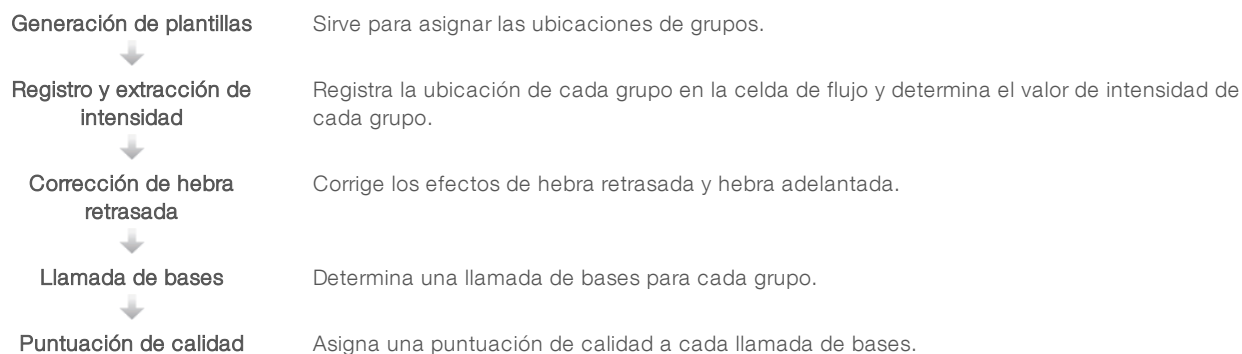 Generación de plantillas
Sirve para asignar las ubicaciones de grupos.
Registro y extracción de
intensidad
Registra la ubicación de cada grupo en la celda de flujo y determina el valor de intensidad de
cada grupo.
Corrección de hebra
retrasada
Corrige los efectos de hebra retrasada y hebra adelantada.
Llamada de bases
Determina una llamada de bases para cada grupo.
Puntuación de calidad
Asigna una puntuación de calidad a cada llamada de bases.